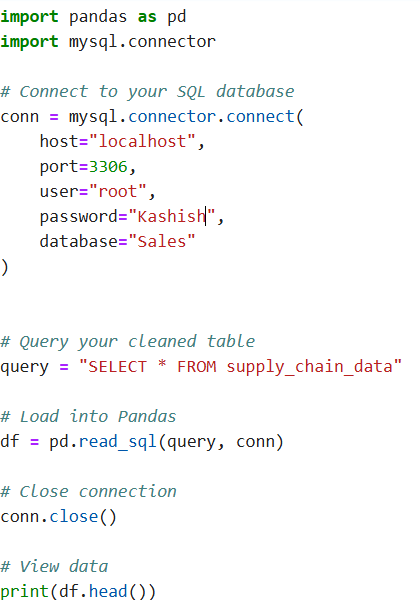 import pandas as pd
import mysql.connector

# Connect to your SQL database
conn = mysql.connector.connect(
    host="localhost",
    port=3306,
    user="root",
    password="Kashish",
    database="Sales"
)


# Query your cleaned table
query = "SELECT * FROM supply_chain_data"

# Load into Pandas
df = pd.read_sql(query, conn)

# Close connection
conn.close()

# View data
print(df.head())